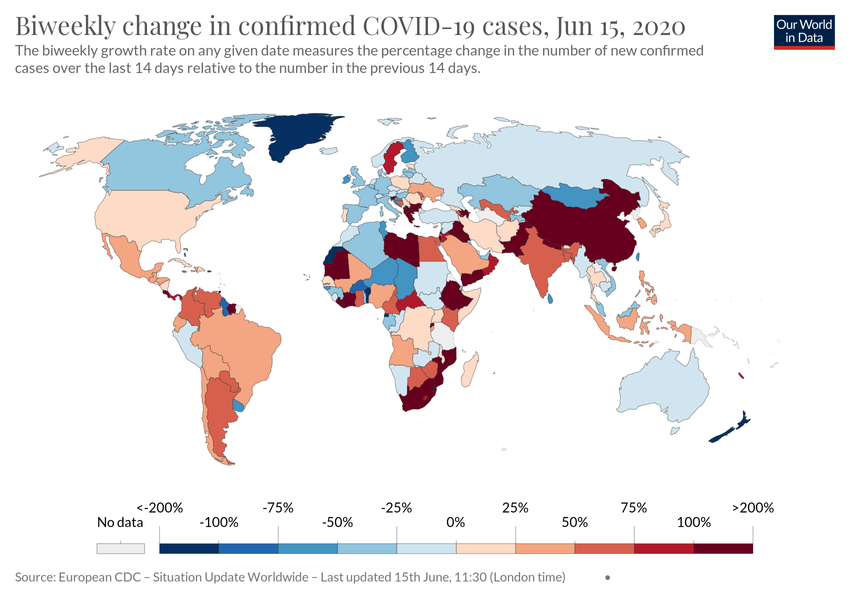 Biweekly change in confirmed COVID-19 cases, Jun 15, 2020
Our World
in Data
The biweekly growth rate on any given date measures the percentage change in the number of new confirmed
cases over the last 14 days relative to the number in the previous 14 days.
<-200% -75% -25% 25% 75% >200%
No data -100% -50% 0% 50% 100%
Source: European CDC – Situation Update Worldwide – Last updated 15th June, 11:30 (London time) •